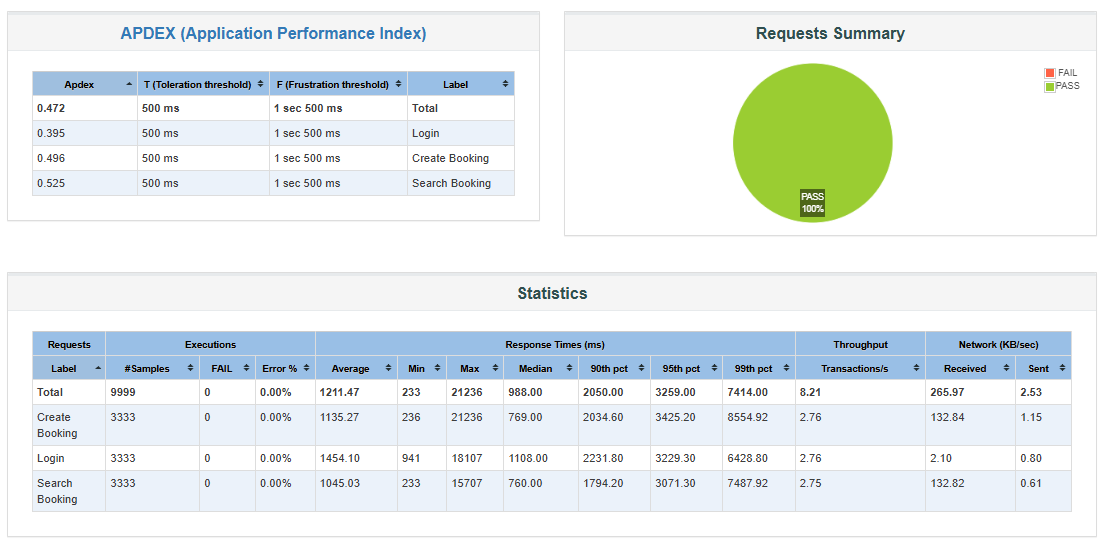 APDEX (Application Performance Index)
Apdex T (Toleration threshold) F (Frustration threshold) Label
0.472 500 ms 1 sec 500 ms Total
0.395 500 ms 1 sec 500 ms Login
0.496 500 ms 1 sec 500 ms Create Booking
0.525 500 ms 1 sec 500 ms Search Booking
Requests Summary
FAIL
PASS
PASS
100%
Statistics
Requests Executions Response Times (ms) Throughput Network (KB/sec)
Label #Samples FAIL Error % Average Min Max Median 90th pct 95th pct 99th pct Transactions/s Received Sent
Total 9999 0 0.00% 1211.47 233 21236 988.00 2050.00 3259.00 7414.00 8.21 265.97 2.53
Create 3333 0 0.00% 1135.27 236 21236 769.00 2034.60 3425.20 8554.92 2.76 132.84 1.15
Booking
Login 3333 0 0.00% 1454.10 941 18107 1108.00 2231.80 3229.30 6428.80 2.76 2.10 0.80
Search 3333 0 0.00% 1045.03 233 15707 760.00 1794.20 3071.30 7487.92 2.75 132.82 0.61
Booking